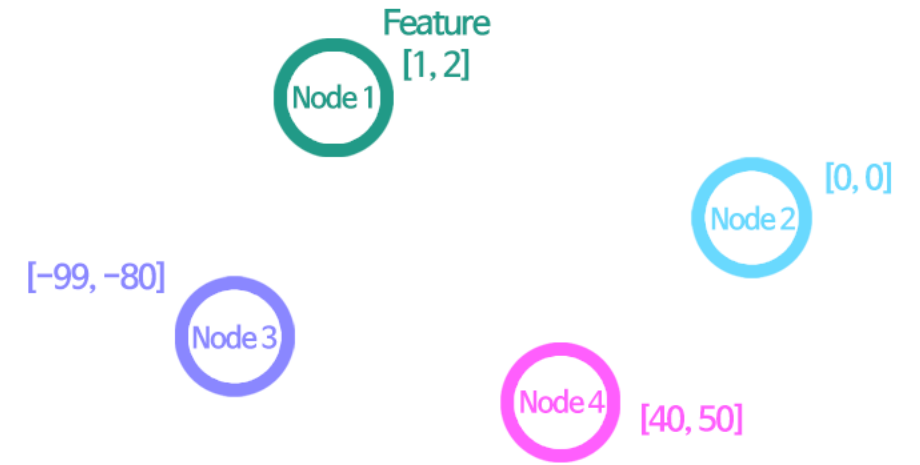 Feature
[1, 2]
Node 1
[0, 0]
Node 2
[-99, -80]
Node 3
Node 4
[40, 50]